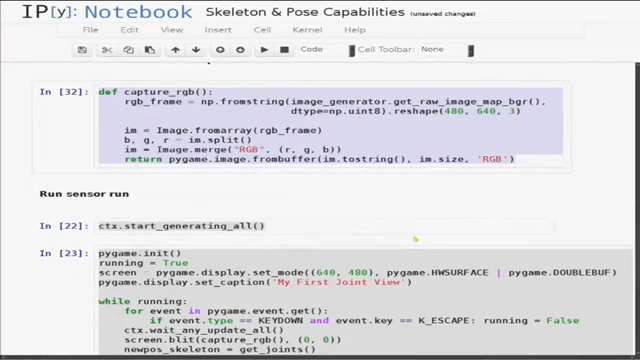 IP[y]: Notebook Skeleton & Pose Capabilities (unsaved changes)
File Edit View Insert Cell Kernel Help
Code Cell Toolbar: None
In [32]: def capture_rgb():
rgb_frame = np.fromstring(image_generator.get_raw_image_map_bgr(),
dtype=np.uint8).reshape(480, 640, 3)
im = Image.fromarray(rgb_frame)
b, g, r = im.split()
im = Image.merge("RGB", (r, g, b))
return pygame.image.frombuffer(im.tostring(), im.size, 'RGB')
Run sensor run
In [22]: ctx.start_generating_all()
In [23]: pygame.init()
running = True
screen = pygame.display.set_mode((640, 480), pygame.HWSURFACE | pygame.DOUBLEBUF)
pygame.display.set_caption('My First Joint View')
while running:
for event in pygame.event.get():
if event.type == KEYDOWN and event.key == K_ESCAPE: running = False
ctx.wait_any_update_all()
screen.blit(capture_rgb(), (0, 0))
newpos_skeleton = get_joints()